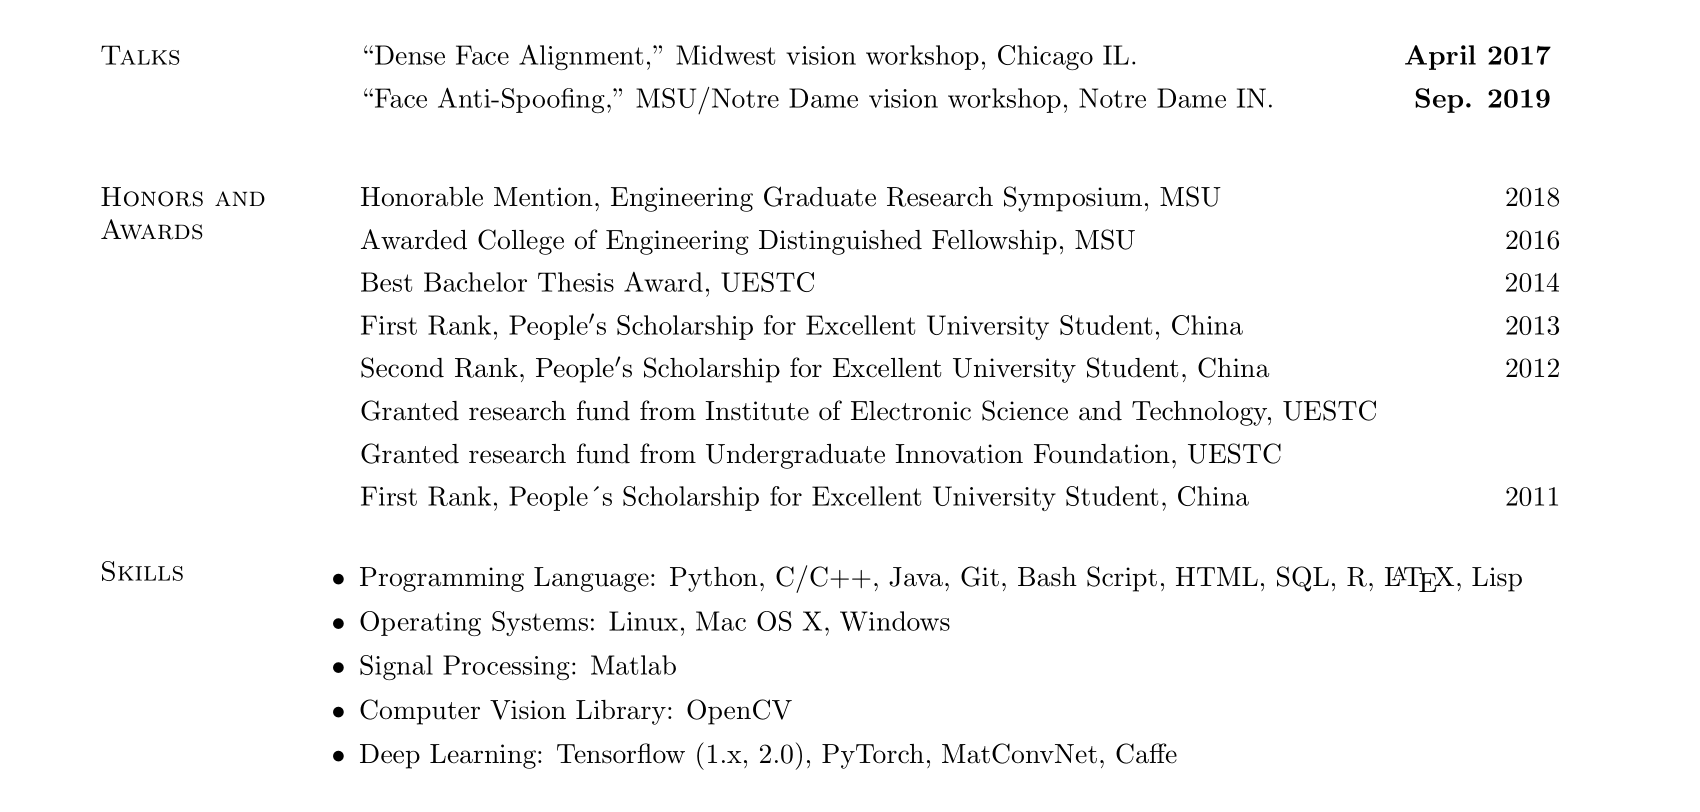 Talks “Dense Face Alignment,” Midwest vision workshop, Chicago IL. April 2017
“Face Anti-Spoofing,” MSU/Notre Dame vision workshop, Notre Dame IN. Sep. 2019
Honors and Awards
Honorable Mention, Engineering Graduate Research Symposium, MSU 2018
Awarded College of Engineering Distinguished Fellowship, MSU 2016
Best Bachelor Thesis Award, UESTC 2014
First Rank, People′s Scholarship for Excellent University Student, China 2013
Second Rank, People′s Scholarship for Excellent University Student, China 2012
Granted research fund from Institute of Electronic Science and Technology, UESTC
Granted research fund from Undergraduate Innovation Foundation, UESTC
First Rank, People´s Scholarship for Excellent University Student, China 2011
Skills
• Programming Language: Python, C/C++, Java, Git, Bash Script, HTML, SQL, R, LATEX, Lisp
• Operating Systems: Linux, Mac OS X, Windows
• Signal Processing: Matlab
• Computer Vision Library: OpenCV
• Deep Learning: Tensorflow (1.x, 2.0), PyTorch, MatConvNet, Caffe